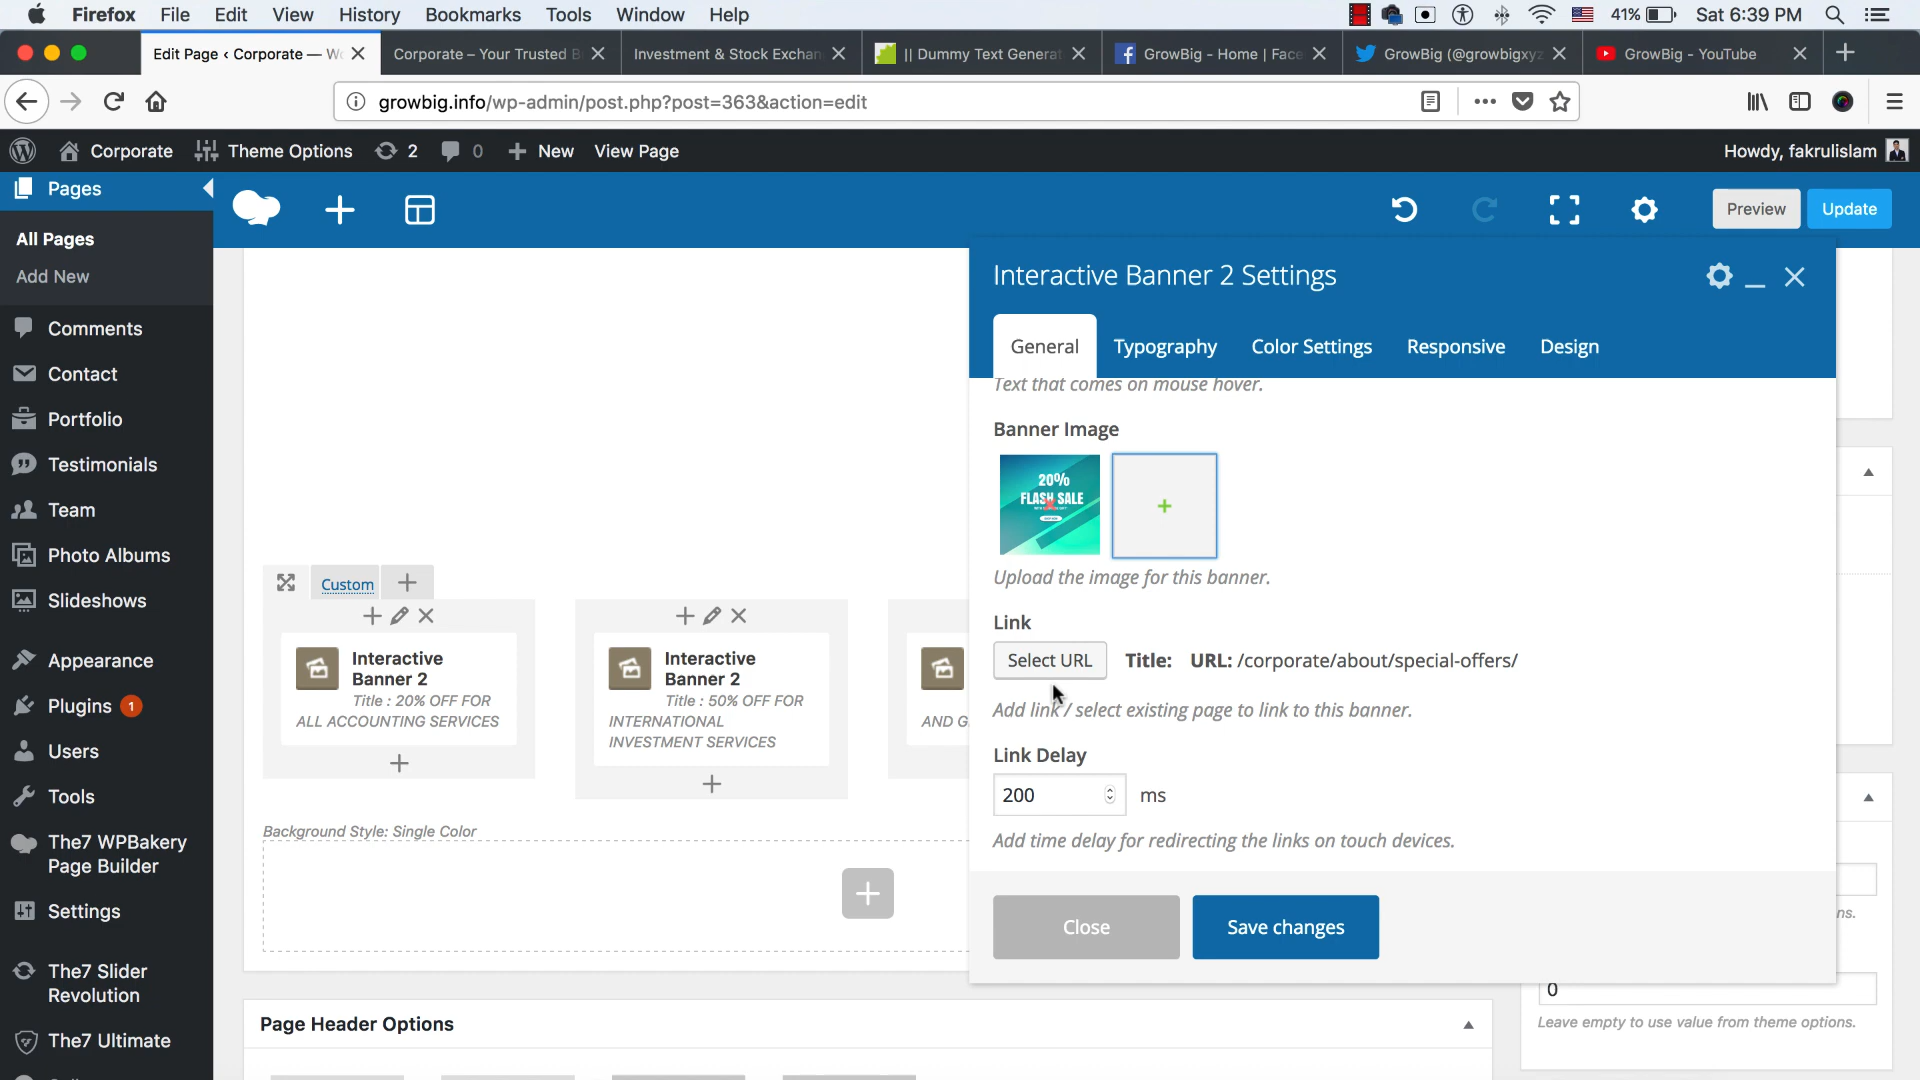 Firefox File Edit View History Bookmarks Tools Window Help 41% Sat 6:39 PM
Edit Page ‹ Corporate — W Corporate – Your Trusted B Investment & Stock Exchan || Dummy Text Generat GrowBig - Home | Face GrowBig (@growbigxyz GrowBig - YouTube
growbig.info/wp-admin/post.php?post=363&action=edit
Corporate Theme Options 2 0 New View Page Howdy, fakrulislam
Pages
Preview Update
All Pages
Add New
Comments
Contact
Portfolio
Testimonials
Team
Photo Albums
Slideshows
Appearance
Plugins 1
Users
Tools
The7 WPBakery
Page Builder
Settings
The7 Slider
Revolution
The7 Ultimate
Custom
Interactive
Banner 2
Title : 20% OFF FOR
ALL ACCOUNTING SERVICES
Interactive
Banner 2
Title : 50% OFF FOR
INTERNATIONAL
INVESTMENT SERVICES
AND G
Background Style: Single Color
Page Header Options
Interactive Banner 2 Settings
General Typography Color Settings Responsive Design
Text that comes on mouse hover.
Banner Image
20%
FLASH SALE
Upload the image for this banner.
Link
Select URL Title: URL: /corporate/about/special-offers/
Add link / select existing page to link to this banner.
Link Delay
200 ms
Add time delay for redirecting the links on touch devices.
Close Save changes
ns.
0
Leave empty to use value from theme options.